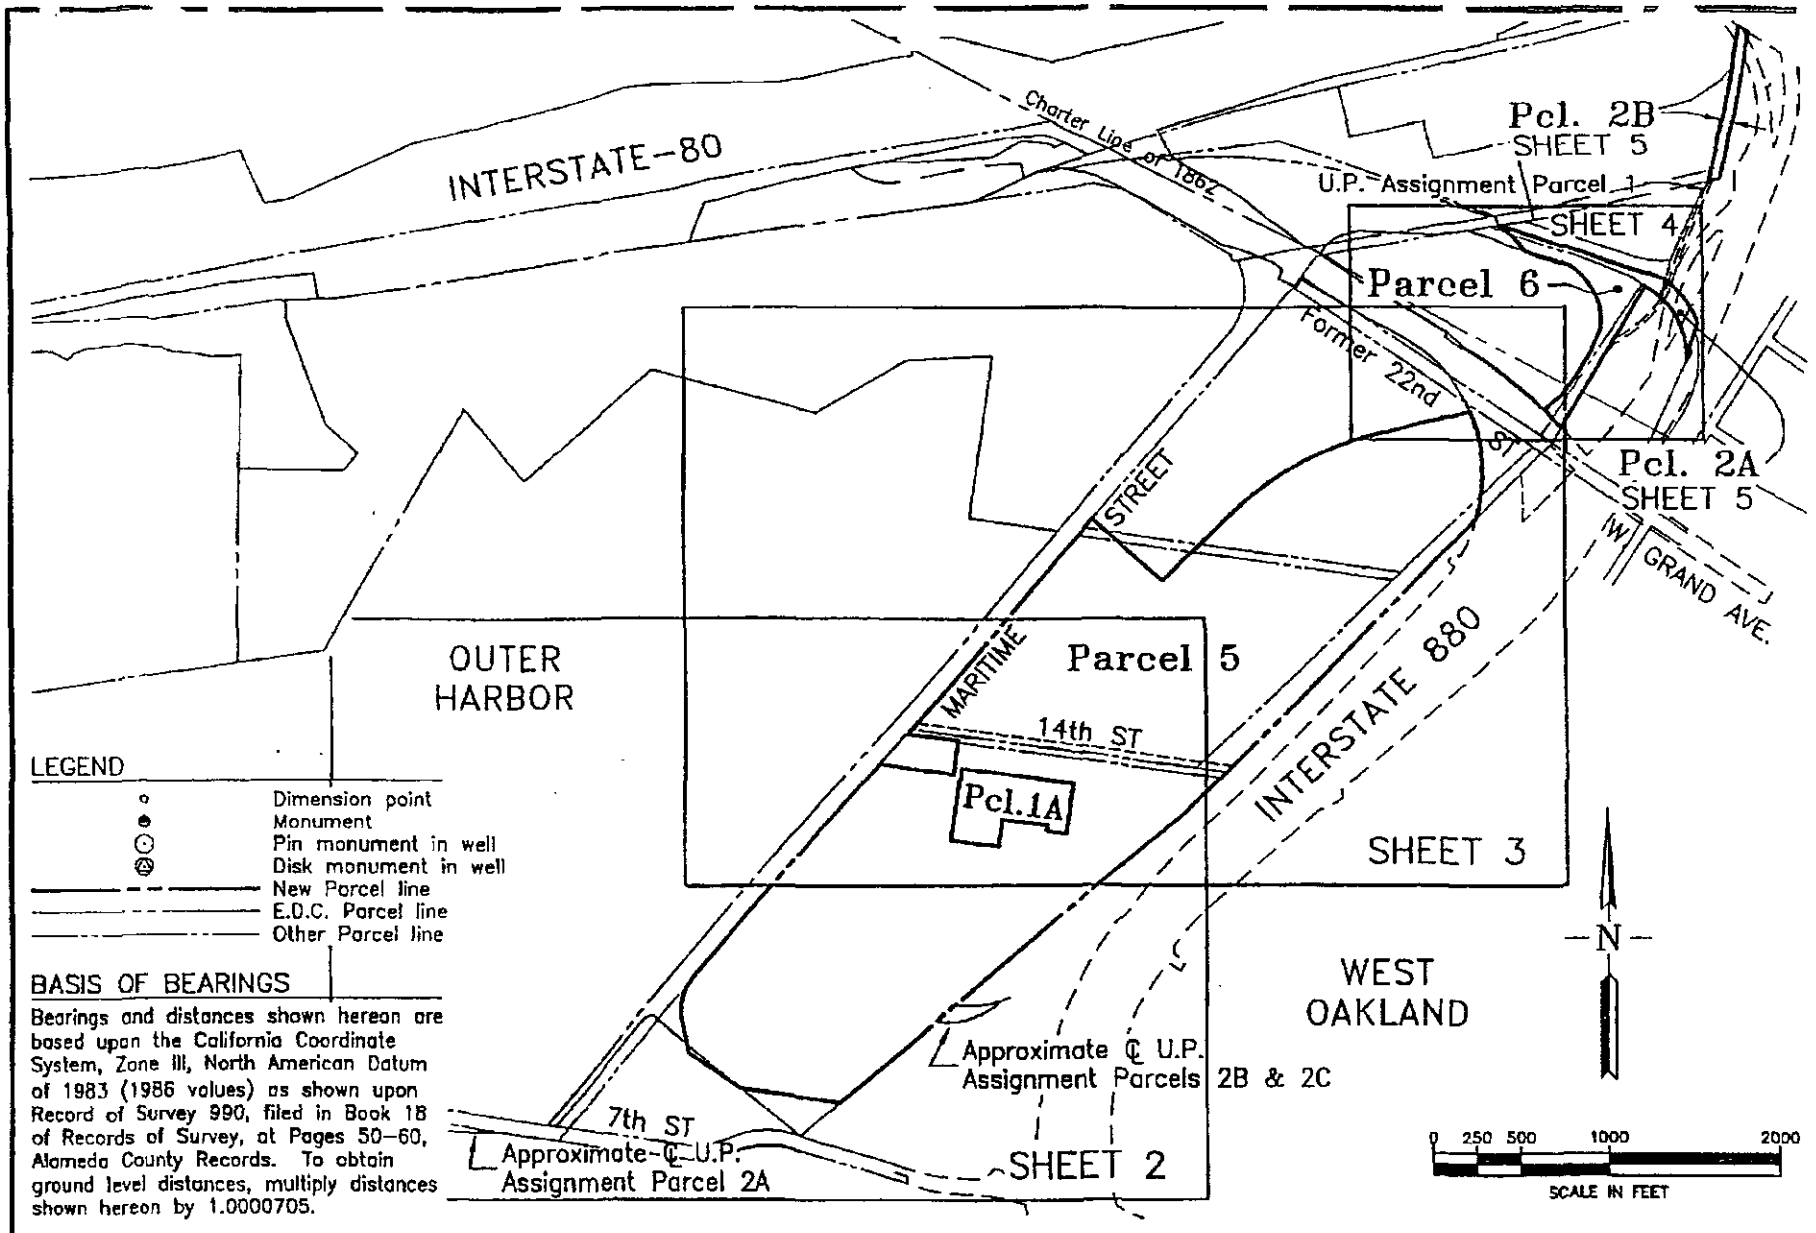 INTERSTATE-80
Charter Line of 1862
Pcl. 2B
SHEET 5
U.P. Assignment Parcel 1
SHEET 4
Parcel 6
Former 22nd ST
Pcl. 2A
SHEET 5
W. GRAND AVE.
STREET
MARITIME
OUTER
HARBOR
Parcel 5
14th ST
INTERSTATE 880
Pcl.1A
SHEET 3
LEGEND
Dimension point
Monument
Pin monument in well
Disk monument in well
New Parcel line
E.D.C. Parcel line
Other Parcel line
N
WEST
OAKLAND
BASIS OF BEARINGS
Bearings and distances shown hereon are
based upon the California Coordinate
System, Zone III, North American Datum
of 1983 (1986 values) as shown upon
Record of Survey 990, filed in Book 18
of Records of Survey, at Pages 50-60,
Alameda County Records. To obtain
ground level distances, multiply distances
shown hereon by 1.0000705.
Approximate ℄ U.P.
Assignment Parcels 2B & 2C
7th ST
Approximate ℄ U.P.
Assignment Parcel 2A
SHEET 2
0 250 500 1000 2000
SCALE IN FEET